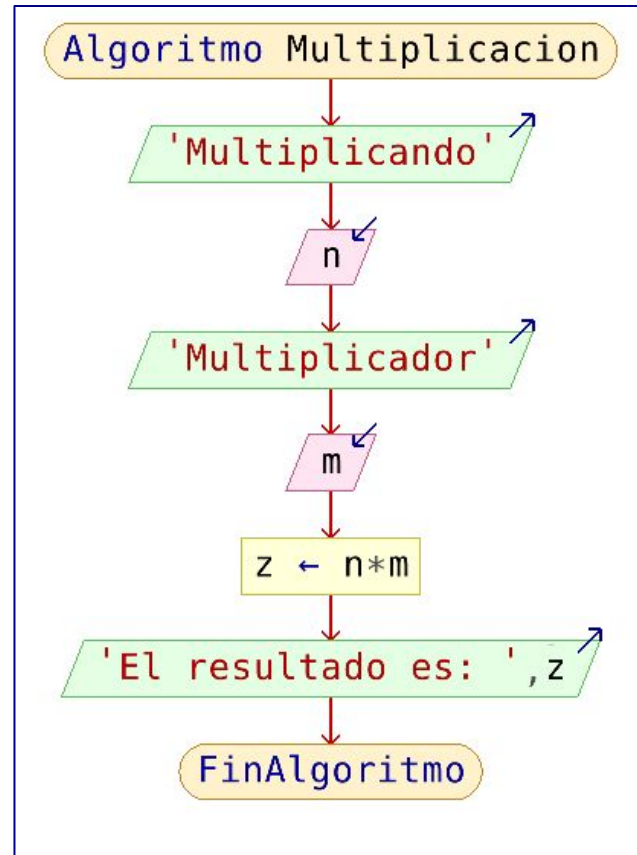 Algoritmo Multiplicacion
'Multiplicando'
n
'Multiplicador'
m
z ← n*m
'El resultado es: ',z
FinAlgoritmo